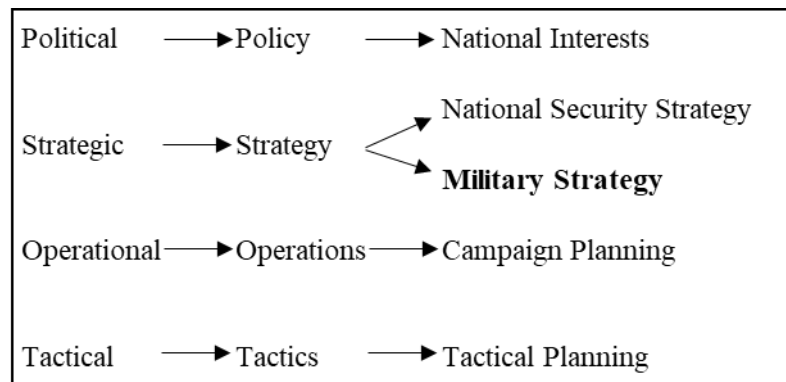 Political Policy National Interests
National Security Strategy
Strategic Strategy
Military Strategy
Operational Operations Campaign Planning
Tactical Tactics Tactical Planning